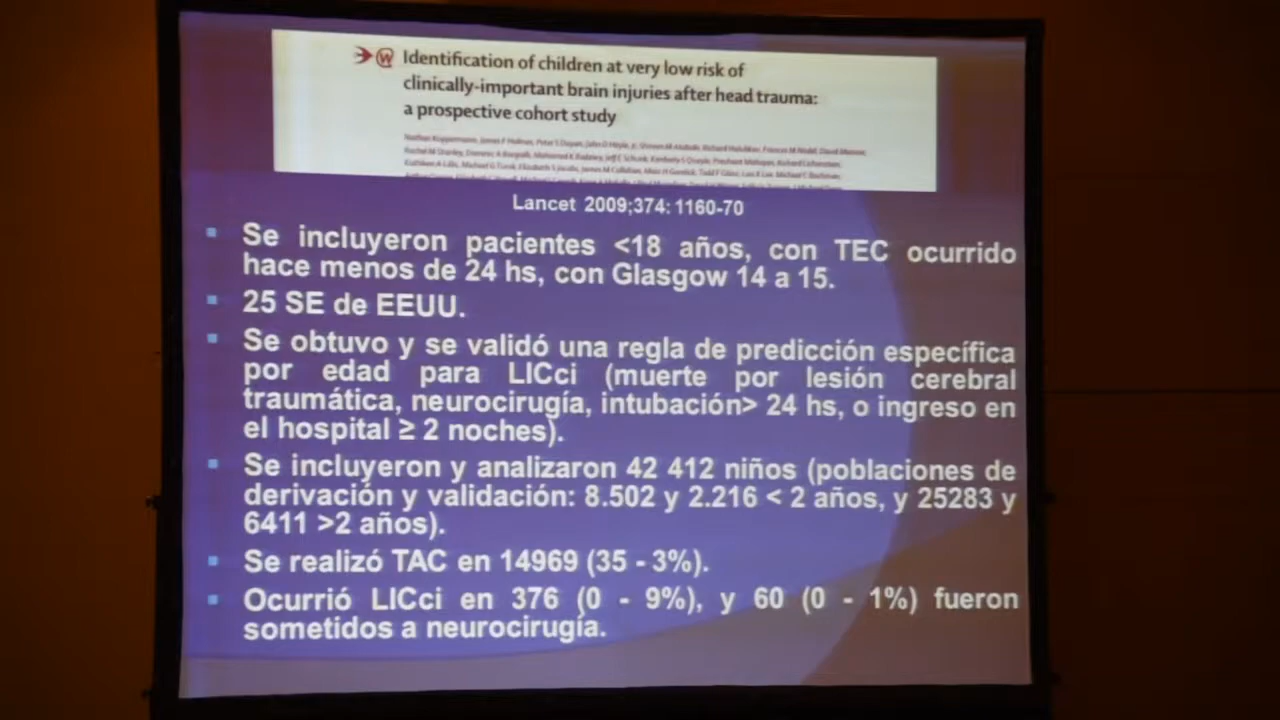 Identification of children at very low risk of
clinically-important brain injuries after head trauma:
a prospective cohort study
Lancet 2009;374: 1160-70
Se incluyeron pacientes <18 años, con TEC ocurrido
hace menos de 24 hs, con Glasgow 14 a 15.
25 SE de EEUU.
Se obtuvo y se validó una regla de predicción específica
por edad para LICci (muerte por lesión cerebral
traumática, neurocirugía, intubación> 24 hs, o ingreso en
el hospital ≥ 2 noches).
Se incluyeron y analizaron 42 412 niños (poblaciones de
derivación y validación: 8.502 y 2.216 < 2 años, y 25283 y
6411 >2 años).
Se realizó TAC en 14969 (35 - 3%).
Ocurrió LICci en 376 (0 - 9%), y 60 (0 - 1%) fueron
sometidos a neurocirugía.